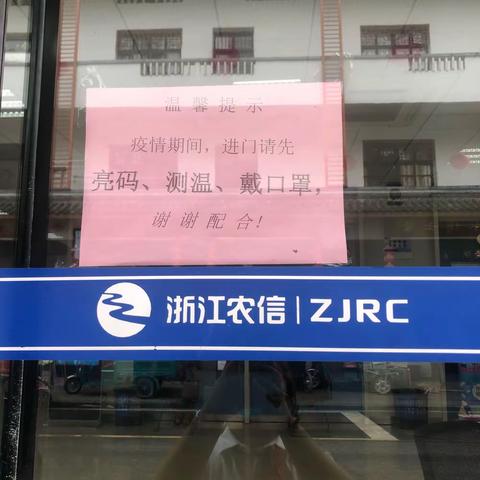 温馨提示
疫情期间，进门请先
亮码、测温、戴口罩，
谢谢配合！
浙江农信 | ZJRC